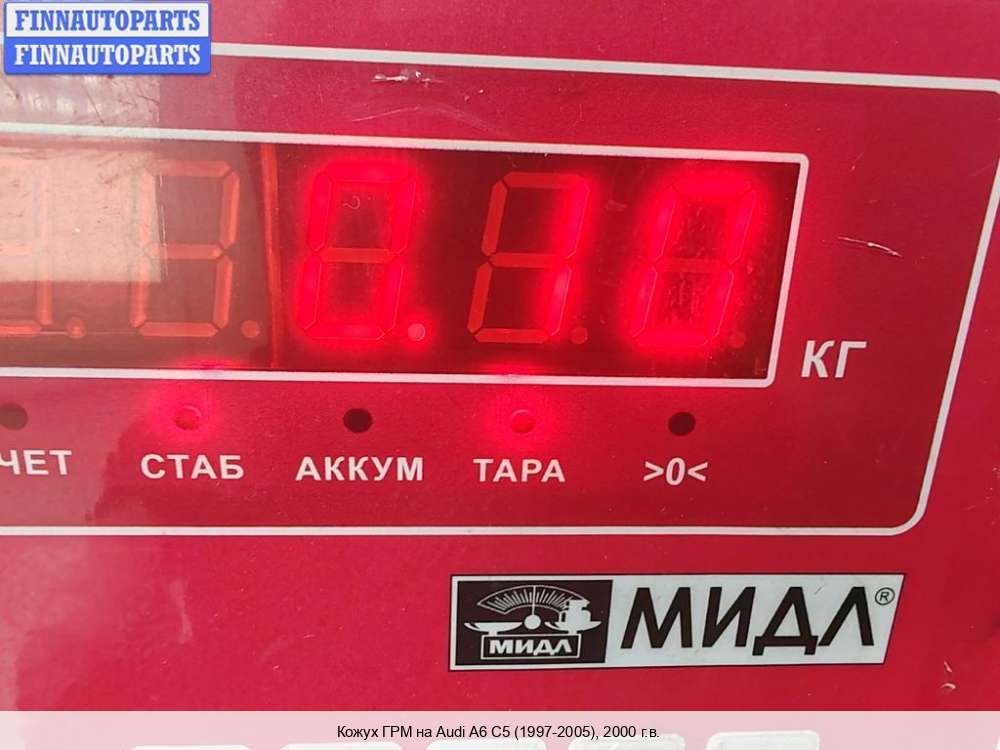 FINNAUTOPARTS
FINNAUTOPARTS
0.10
КГ
ЧЕТ СТАБ АККУМ ТАРА >0<
МИДЛ МИДЛ®
Кожух ГРМ на Audi A6 C5 (1997-2005), 2000 г.в.